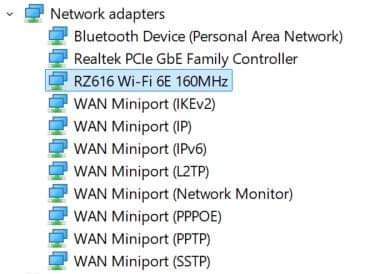 Network adapters
Bluetooth Device (Personal Area Network)
Realtek PCIe GbE Family Controller
RZ616 Wi-Fi 6E 160MHz
WAN Miniport (IKEv2)
WAN Miniport (IP)
WAN Miniport (IPv6)
WAN Miniport (L2TP)
WAN Miniport (Network Monitor)
WAN Miniport (PPPOE)
WAN Miniport (PPTP)
WAN Miniport (SSTP)